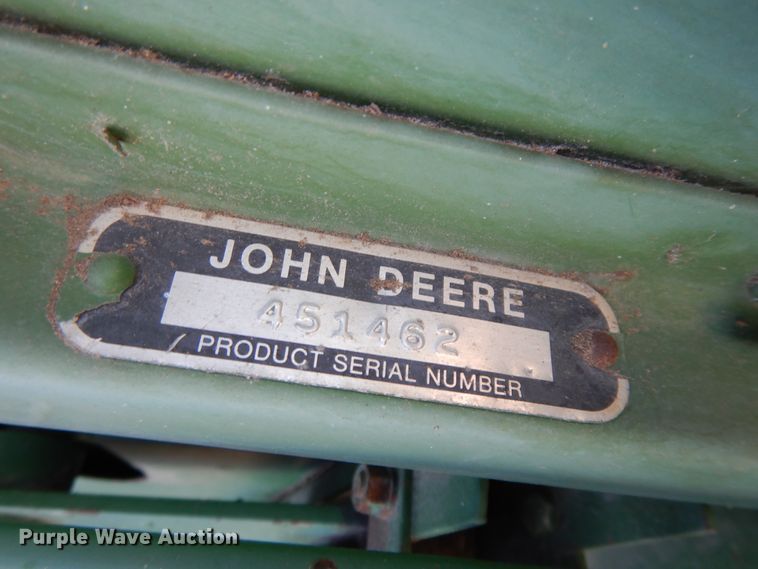 JOHN DEERE
451462
PRODUCT SERIAL NUMBER
Purple Wave Auction